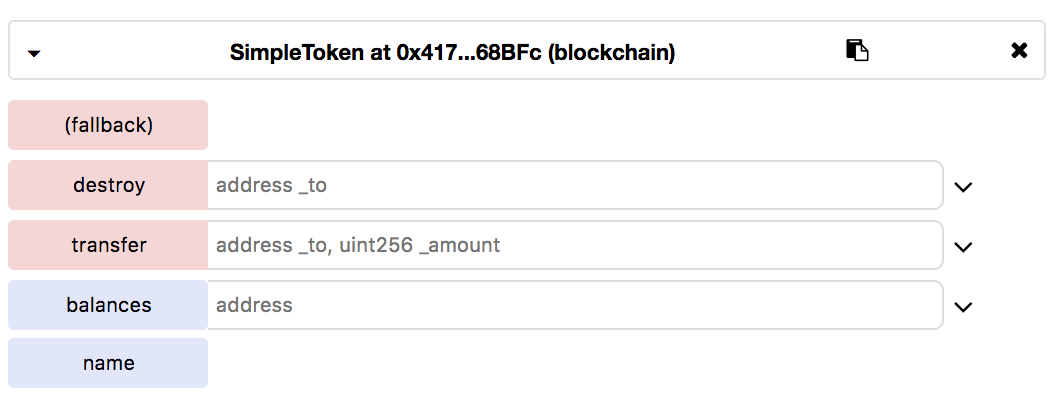 SimpleToken at 0x417...68BFc (blockchain)
(fallback)
destroy address _to
transfer address _to, uint256 _amount
balances address
name